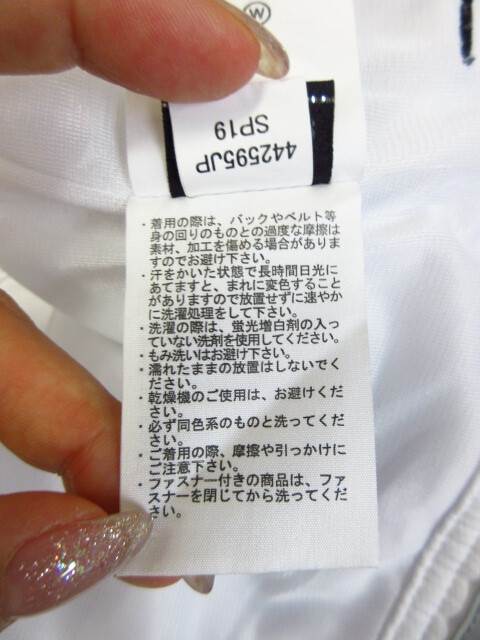 W
442595JP
SP19
・着用の際は、バックやベルト等
身の回りのものとの過度な摩擦は
素材、加工を傷める場合がありま
すのでお避け下さい。
・汗をかいた状態で長時間日光に
あてますと、まれに変色すること
がありますので放置せずに速やか
に洗濯処理をして下さい。
・洗濯の際は、蛍光増白剤の入っ
ていない洗剤を使用してください。
・もみ洗いはお避け下さい。
・濡れたままの放置はしないでく
ださい。
・乾燥機のご使用は、お避けくだ
さい。
・必ず同色系のものと洗ってくだ
さい。
・ご着用の際、摩擦や引っかけに
ご注意下さい。
・ファスナー付きの商品は、ファ
スナーを閉じてから洗ってくだ
さい。